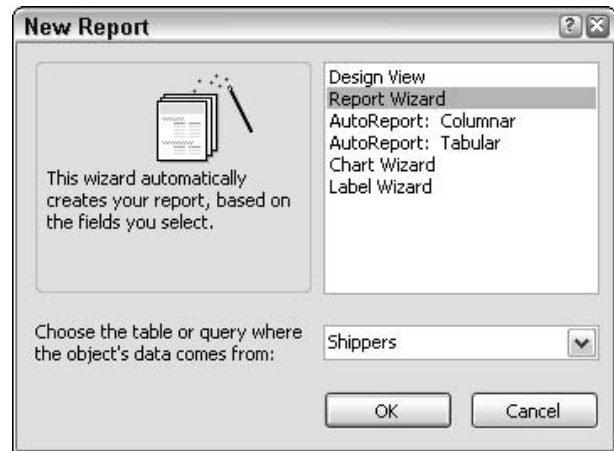 New Report
This wizard automatically
creates your report, based on
the fields you select.
Design View
Report Wizard
AutoReport: Columnar
AutoReport: Tabular
Chart Wizard
Label Wizard
Choose the table or query where
the object's data comes from:
Shippers
OK
Cancel